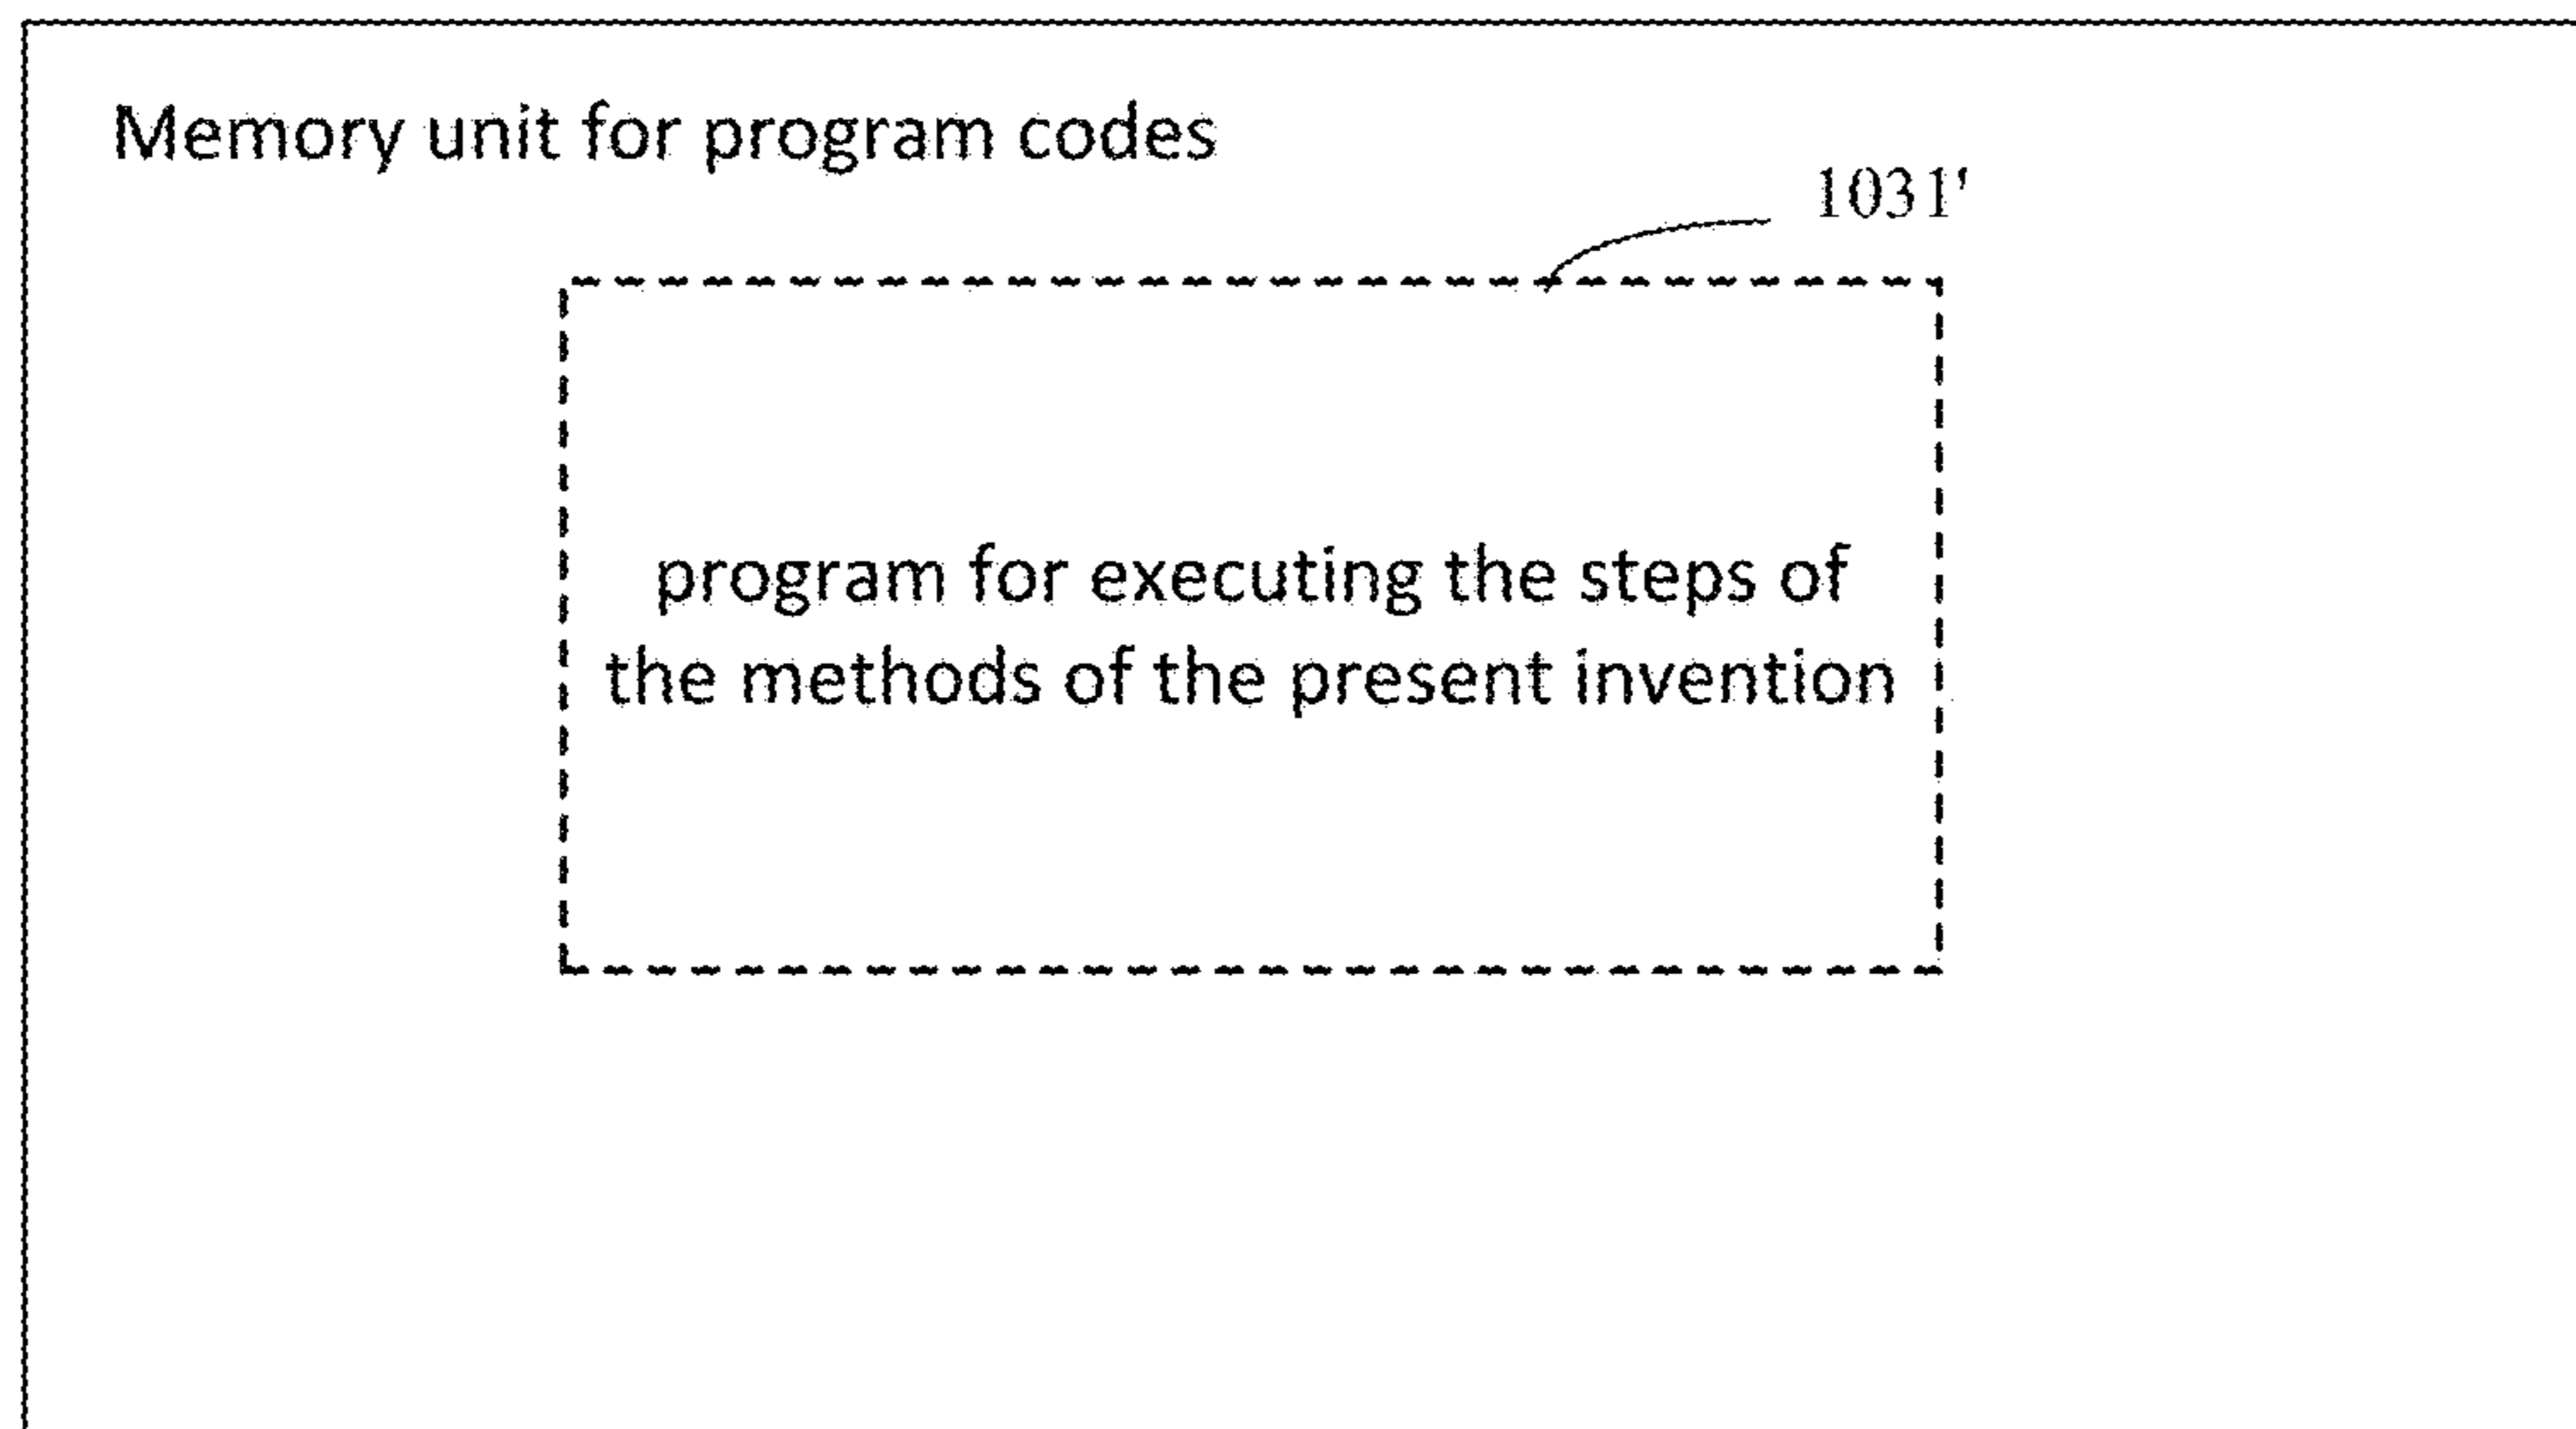 Memory unit for program codes
1031'
program for executing the steps of
the methods of the present invention